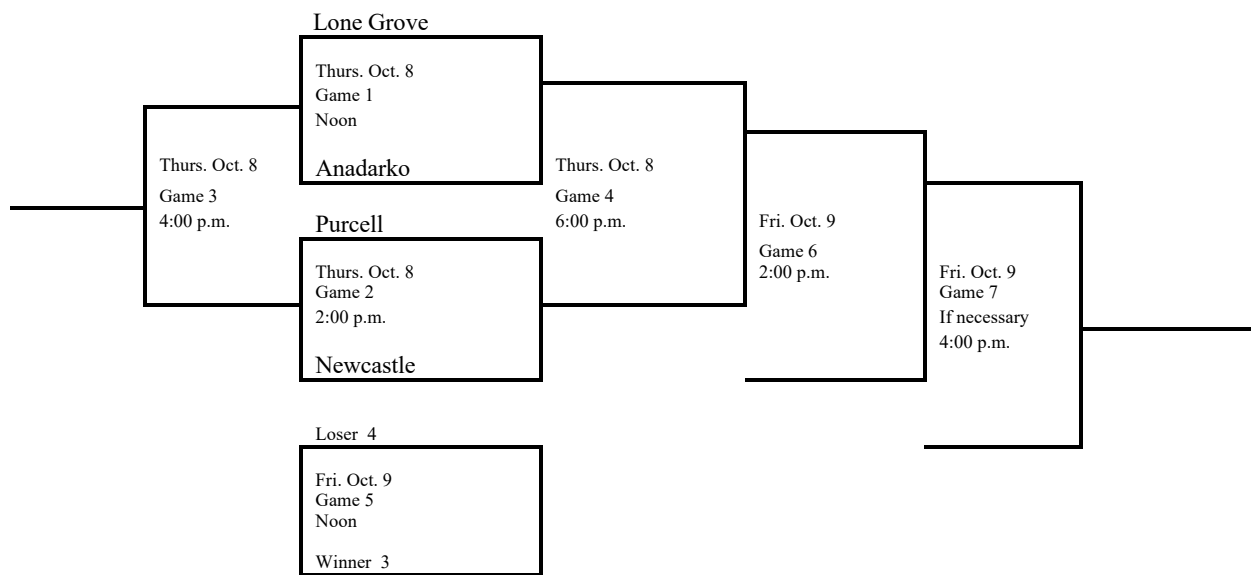 Lone Grove
Thurs. Oct. 8
Game 1
Noon
Anadarko
Thurs. Oct. 8
Game 3
4:00 p.m.
Thurs. Oct. 8
Game 4
6:00 p.m.
Purcell
Thurs. Oct. 8
Game 2
2:00 p.m.
Newcastle
Fri. Oct. 9
Game 6
2:00 p.m.
Fri. Oct. 9
Game 7
If necessary
4:00 p.m.
Loser 4
Fri. Oct. 9
Game 5
Noon
Winner 3